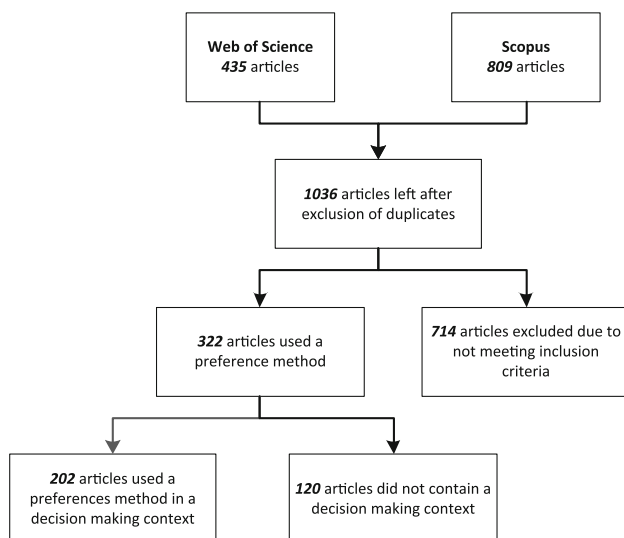 Web of Science
435 articles
Scopus
809 articles
1036 articles left after
exclusion of duplicates
322 articles used a
preference method
714 articles excluded due to
not meeting inclusion
criteria
202 articles used a
preferences method in a
decision making context
120 articles did not contain a
decision making context